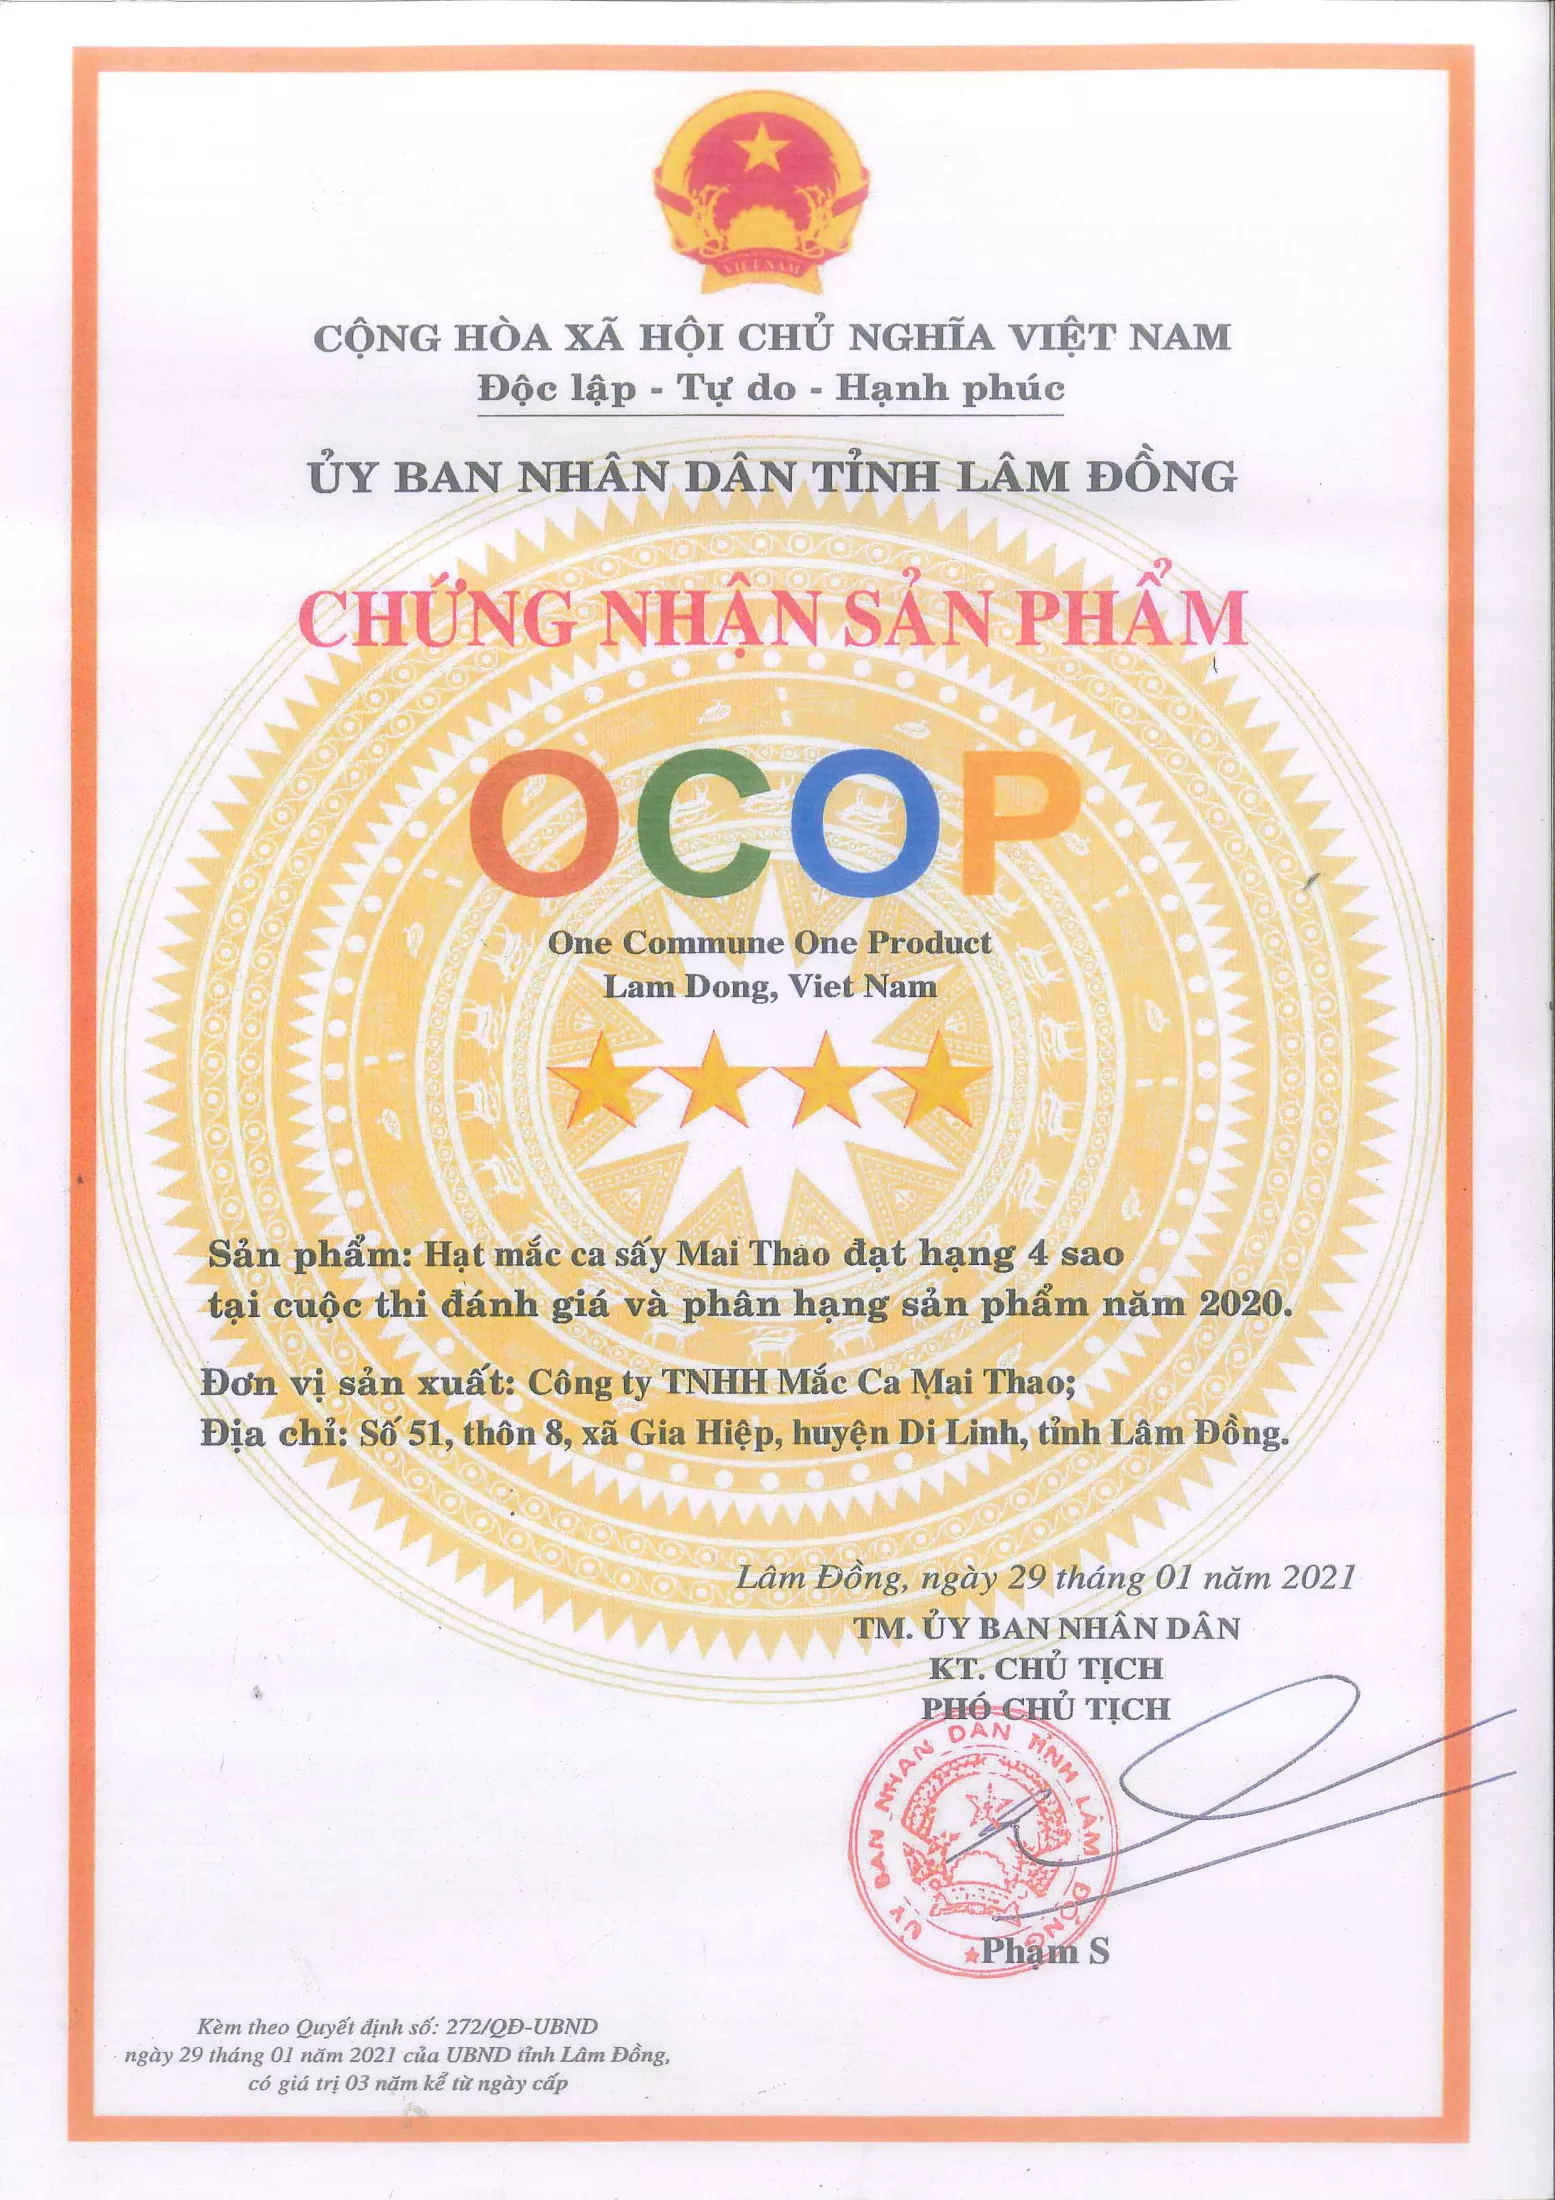 VIỆT NAM
CỘNG HÒA XÃ HỘI CHỦ NGHĨA VIỆT NAM
Độc lập - Tự do - Hạnh phúc
ỦY BAN NHÂN DÂN TỈNH LÂM ĐỒNG
CHỨNG NHẬN SẢN PHẨM
OCOP
One Commune One Product
Lam Dong, Viet Nam
Sản phẩm: Hạt mắc ca sấy Mai Thao đạt hạng 4 sao
tại cuộc thi đánh giá và phân hạng sản phẩm năm 2020.
Đơn vị sản xuất: Công ty TNHH Mắc Ca Mai Thao;
Địa chỉ: Số 51, thôn 8, xã Gia Hiệp, huyện Di Linh, tỉnh Lâm Đồng.
Lâm Đồng, ngày 29 tháng 01 năm 2021
TM. ỦY BAN NHÂN DÂN
KT. CHỦ TỊCH
PHÓ CHỦ TỊCH
ỦY BAN NHÂN DÂN TỈNH LÂM ĐỒNG
Phạm S
Kèm theo Quyết định số: 272/QĐ-UBND
ngày 29 tháng 01 năm 2021 của UBND tỉnh Lâm Đồng,
có giá trị 03 năm kể từ ngày cấp